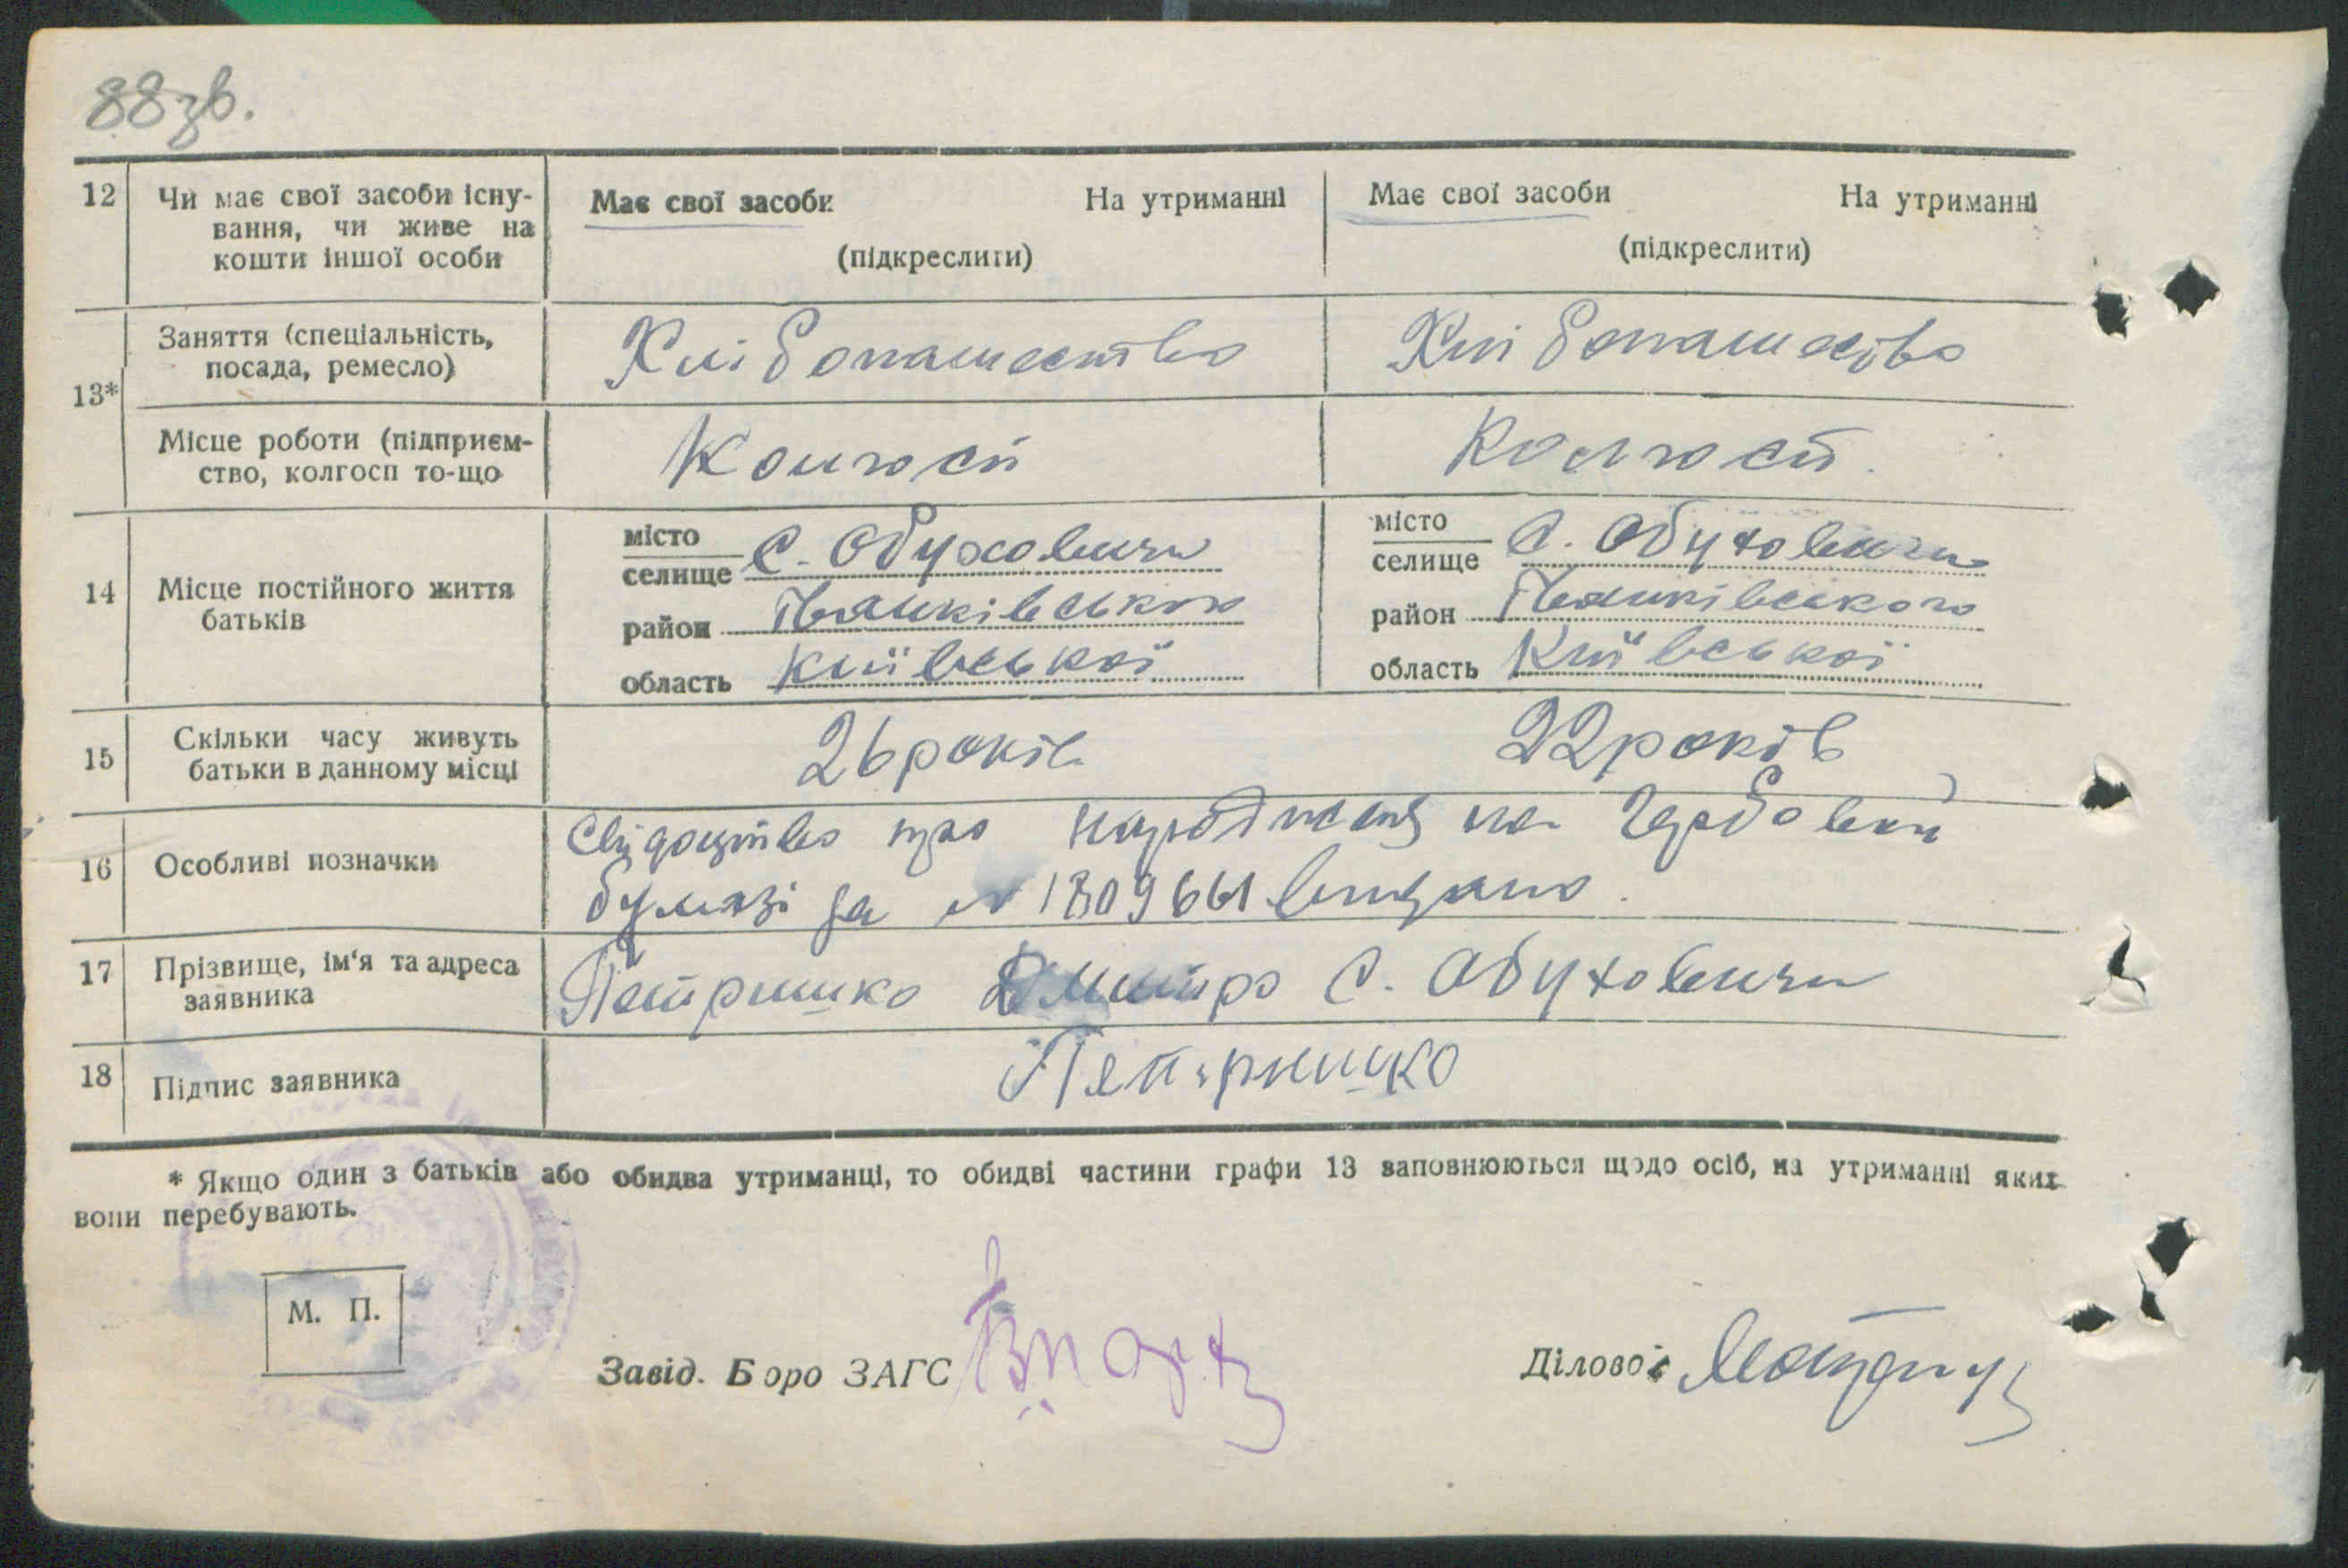 88зв.
12 Чи має свої засоби існу-
вання, чи живе на
кошти іншої особи
Має свої засоби На утриманні
(підкреслити)
Має свої засоби На утриманні
(підкреслити)
13*
Заняття (спеціальність,
посада, ремесло)
Хлібопашество
Хлібопашество
Місце роботи (підприєм-
ство, колгосп то-що
Колгосп
Колгосп.
14 Місце постійного життя
батьків
місто
селище С. Обуховичи
район Іванківського
область Київської
місто
селище С. Обуховичи
район Іванківського
область Київської
15 Скільки часу живуть
батьки в данному місці
26 років
22 років
16 Особливі позначки
Свідоцтво про народження на гербовій
бумазі за № 1809661 видано.
17 Прізвище, ім'я та адреса
заявника
Петришко Дмитро С. Обуховичи
18 Підпис заявника
Петришко
* Якщо один з батьків або обидва утриманці, то обидві частини графи 13 заповнюються щодо осіб, на утриманні яких
вони перебувають.
М. П.
Завід. Бюро ЗАГС
Діловод